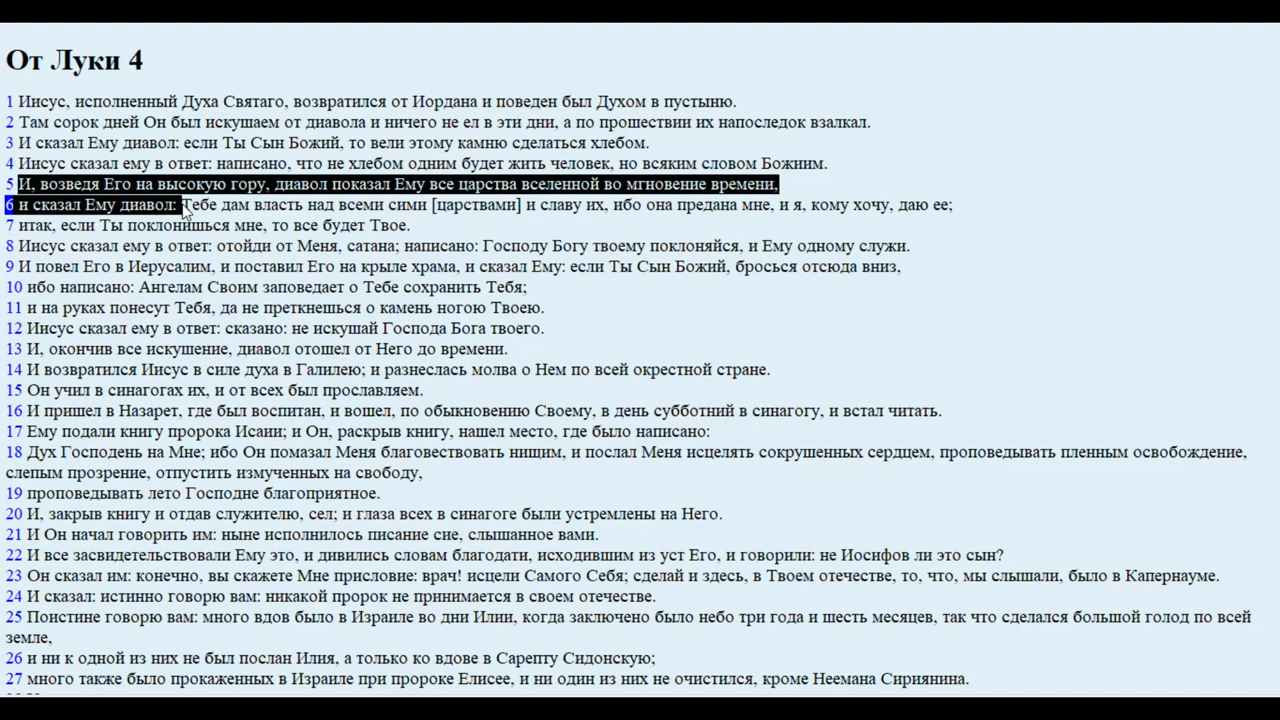 От Луки 4
1 Иисус, исполненный Духа Святаго, возвратился от Иордана и поведен был Духом в пустыню.
2 Там сорок дней Он был искушаем от диавола и ничего не ел в эти дни, а по прошествии их напоследок взалкал.
3 И сказал Ему диавол: если Ты Сын Божий, то вели этому камню сделаться хлебом.
4 Иисус сказал ему в ответ: написано, что не хлебом одним будет жить человек, но всяким словом Божиим.
5 И, возведя Его на высокую гору, диавол показал Ему все царства вселенной во мгновение времени,
6 и сказал Ему диавол: Тебе дам власть над всеми сими [царствами] и славу их, ибо она предана мне, и я, кому хочу, даю ее;
7 итак, если Ты поклонишься мне, то все будет Твое.
8 Иисус сказал ему в ответ: отойди от Меня, сатана; написано: Господу Богу твоему поклоняйся, и Ему одному служи.
9 И повел Его в Иерусалим, и поставил Его на крыле храма, и сказал Ему: если Ты Сын Божий, бросься отсюда вниз,
10 ибо написано: Ангелам Своим заповедает о Тебе сохранить Тебя;
11 и на руках понесут Тебя, да не преткнешься о камень ногою Твоею.
12 Иисус сказал ему в ответ: сказано: не искушай Господа Бога твоего.
13 И, окончив все искушение, диавол отошел от Него до времени.
14 И возвратился Иисус в силе духа в Галилею; и разнеслась молва о Нем по всей окрестной стране.
15 Он учил в синагогах их, и от всех был прославляем.
16 И пришел в Назарет, где был воспитан, и вошел, по обыкновению Своему, в день субботний в синагогу, и встал читать.
17 Ему подали книгу пророка Исаии; и Он, раскрыв книгу, нашел место, где было написано:
18 Дух Господень на Мне; ибо Он помазал Меня благовествовать нищим, и послал Меня исцелять сокрушенных сердцем, проповедывать пленным освобождение,
слепым прозрение, отпустить измученных на свободу,
19 проповедывать лето Господне благоприятное.
20 И, закрыв книгу и отдав служителю, сел; и глаза всех в синагоге были устремлены на Него.
21 И Он начал говорить им: ныне исполнилось писание сие, слышанное вами.
22 И все засвидетельствовали Ему это, и дивились словам благодати, исходившим из уст Его, и говорили: не Иосифов ли это сын?
23 Он сказал им: конечно, вы скажете Мне присловие: врач! исцели Самого Себя; сделай и здесь, в Твоем отечестве, то, что, мы слышали, было в Капернауме.
24 И сказал: истинно говорю вам: никакой пророк не принимается в своем отечестве.
25 Поистине говорю вам: много вдов было в Израиле во дни Илии, когда заключено было небо три года и шесть месяцев, так что сделался большой голод по всей
земле,
26 и ни к одной из них не был послан Илия, а только ко вдове в Сарепту Сидонскую;
27 много также было прокаженных в Израиле при пророке Елисее, и ни один из них не очистился, кроме Неемана Сириянина.